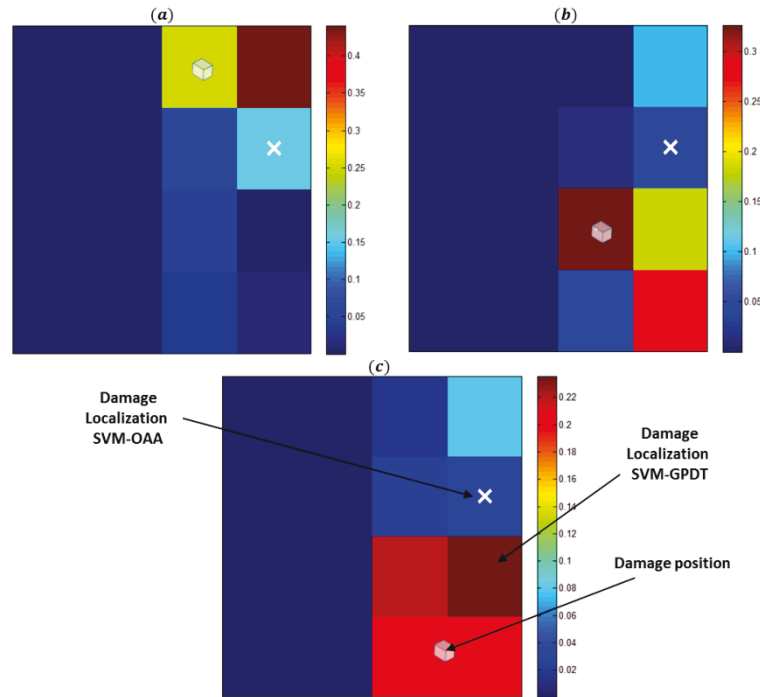 (a)
(b)
0.4
0.35
0.3
0.25
0.2
0.15
0.1
0.05
0.3
0.25
0.2
0.15
0.1
0.05
(c)
Damage
Localization
SVM-OAA
0.22
0.2
0.18
0.16
0.14
0.12
0.1
0.08
0.06
0.04
0.02
Damage
Localization
SVM-GPDT
Damage position